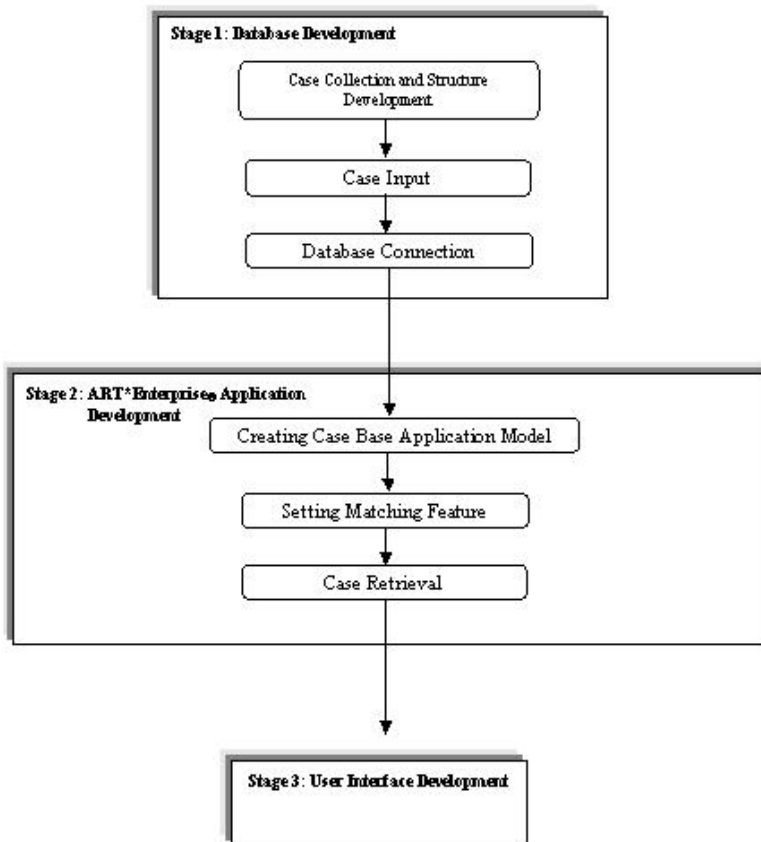 Stage 1: Database Development
Case Collection and Structure
Development
Case Input
Database Connection
Stage 2: ART*Enterprise® Application
Development
Creating Case Base Application Model
Setting Matching Feature
Case Retrieval
Stage 3: User Interface Development